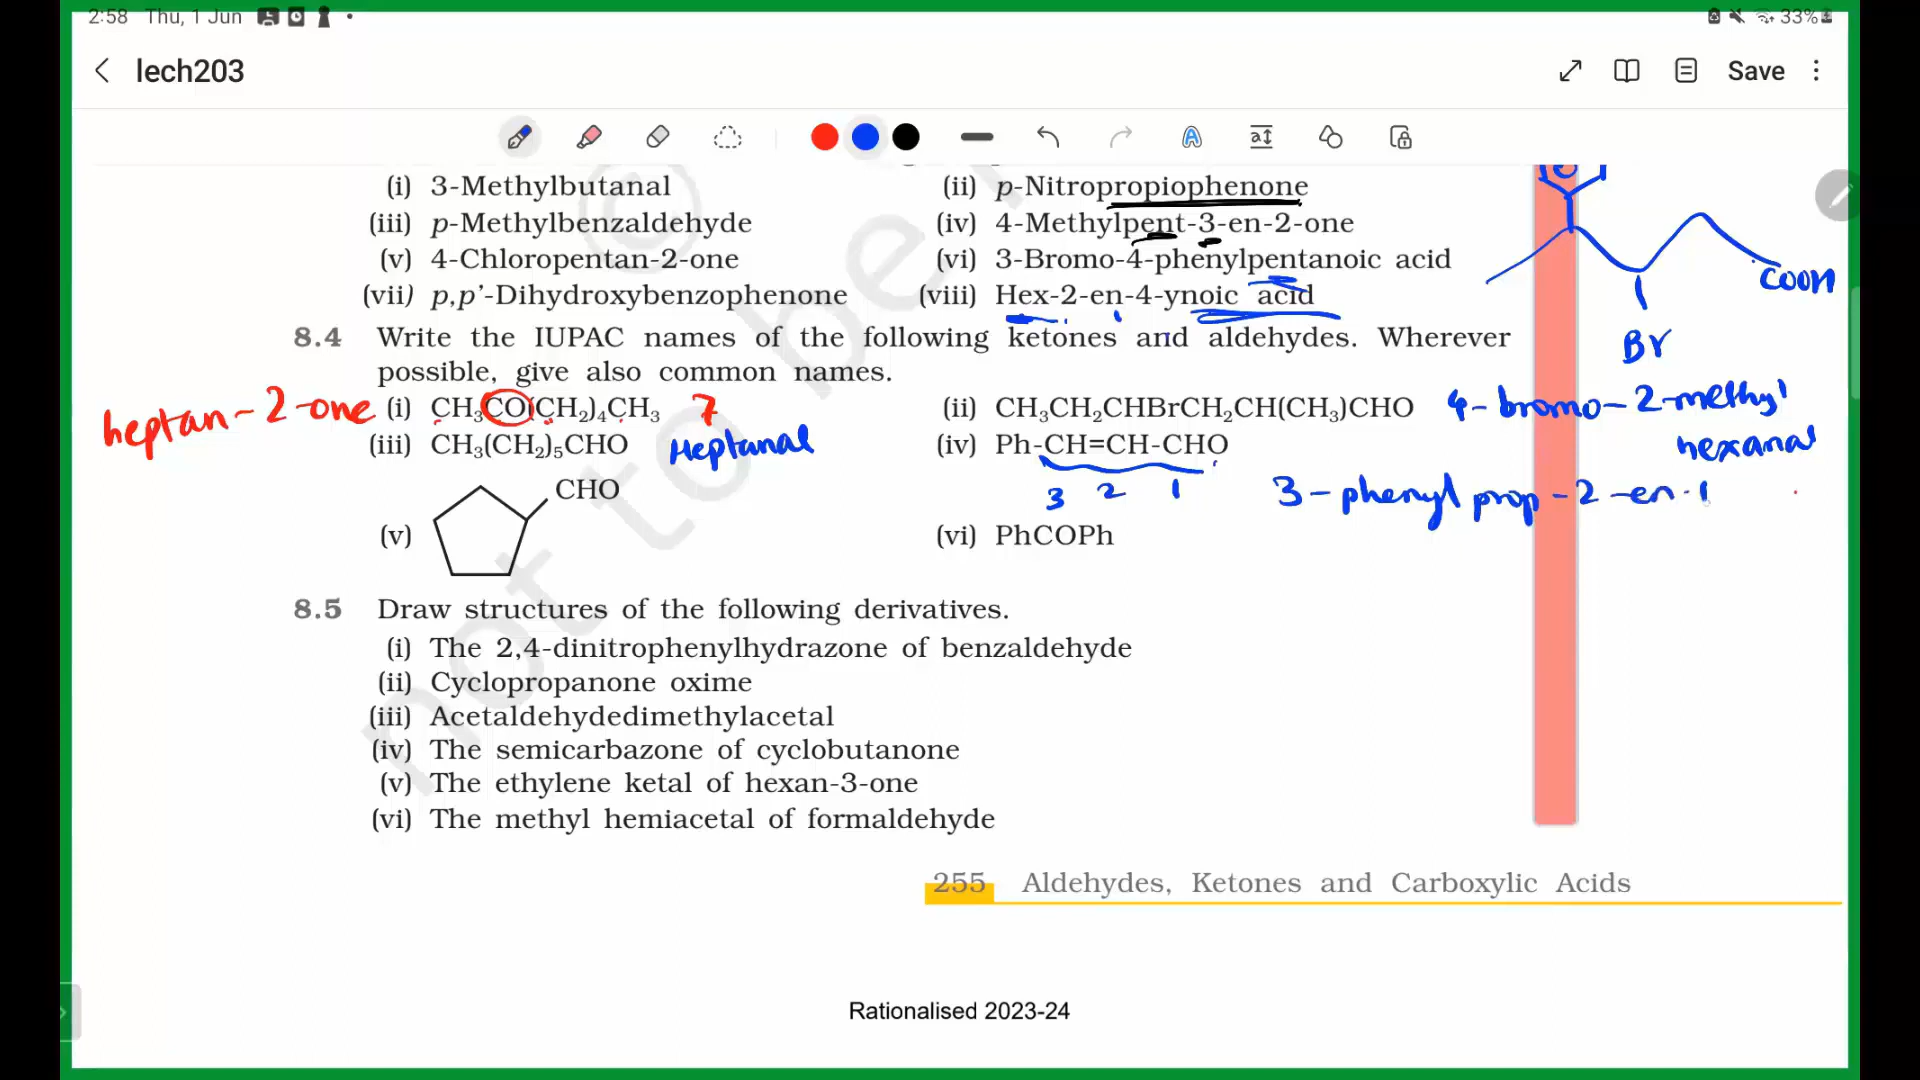 2:58 Thu, 1 Jun 33%
lech203
Save
(i) 3-Methylbutanal (ii) p-Nitropropiophenone
(iii) p-Methylbenzaldehyde (iv) 4-Methylpent-3-en-2-one
(v) 4-Chloropentan-2-one (vi) 3-Bromo-4-phenylpentanoic acid
COOH
(vii) p,p’-Dihydroxybenzophenone (viii) Hex-2-en-4-ynoic acid
Br
8.4 Write the IUPAC names of the following ketones and aldehydes. Wherever
possible, give also common names.
heptan-2-one (i) CH₃CO(CH₂)₄CH₃ 7 (ii) CH₃CH₂CHBrCH₂CH(CH₃)CHO 4-bromo-2-methyl
(iii) CH₃(CH₂)₅CHO Heptanal (iv) Ph-CH=CH-CHO hexanal
3 2 1 3-phenyl prop-2-en-1
CHO
(v) (vi) PhCOPh
8.5 Draw structures of the following derivatives.
(i) The 2,4-dinitrophenylhydrazone of benzaldehyde
(ii) Cyclopropanone oxime
(iii) Acetaldehydedimethylacetal
(iv) The semicarbazone of cyclobutanone
(v) The ethylene ketal of hexan-3-one
(vi) The methyl hemiacetal of formaldehyde
255 Aldehydes, Ketones and Carboxylic Acids
Rationalised 2023-24
not to be